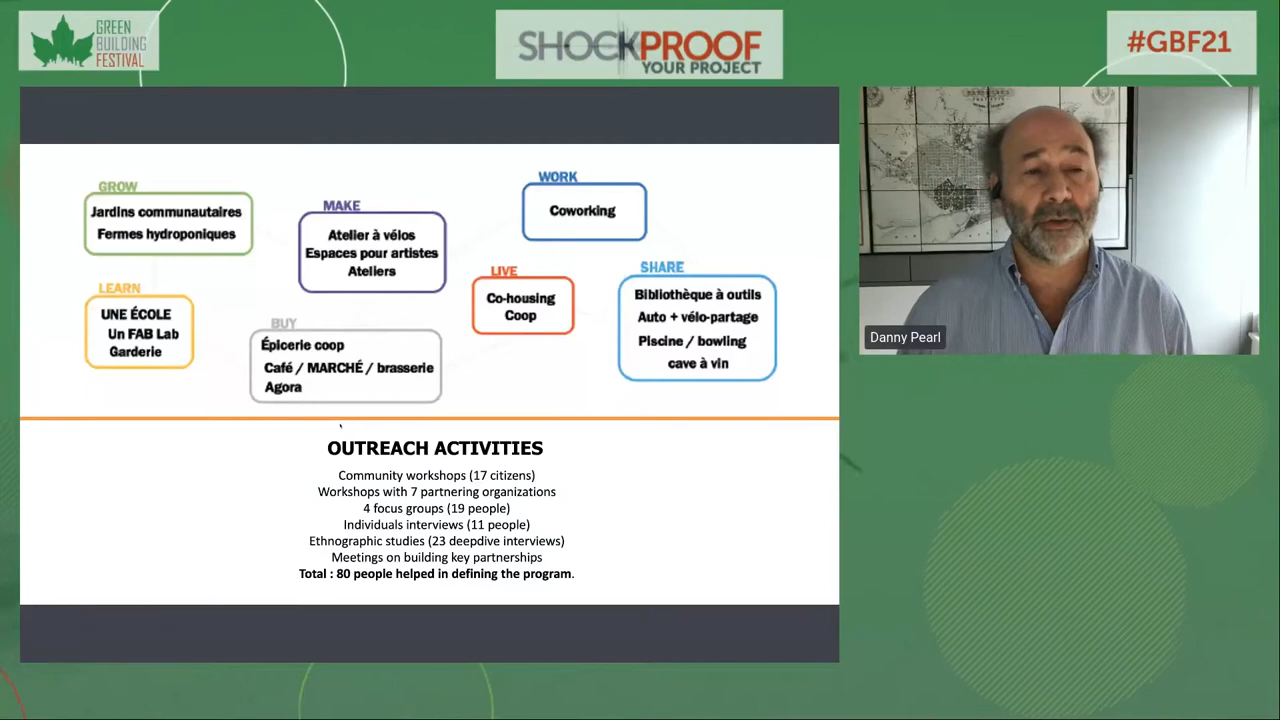 GREEN
BUILDING
FESTIVAL
SHOCKPROOF
YOUR PROJECT
#GBF21
GROW
Jardins communautaires
Fermes hydroponiques
MAKE
Atelier à vélos
Espaces pour artistes
Ateliers
WORK
Coworking
LEARN
UNE ÉCOLE
Un FAB Lab
Garderie
BUY
Épicerie coop
Café / MARCHÉ / brasserie
Agora
LIVE
Co-housing
Coop
SHARE
Bibliothèque à outils
Auto + vélo-partage
Piscine / bowling
cave à vin
OUTREACH ACTIVITIES
Community workshops (17 citizens)
Workshops with 7 partnering organizations
4 focus groups (19 people)
Individuals interviews (11 people)
Ethnographic studies (23 deepdive interviews)
Meetings on building key partnerships
Total : 80 people helped in defining the program.
Danny Pearl